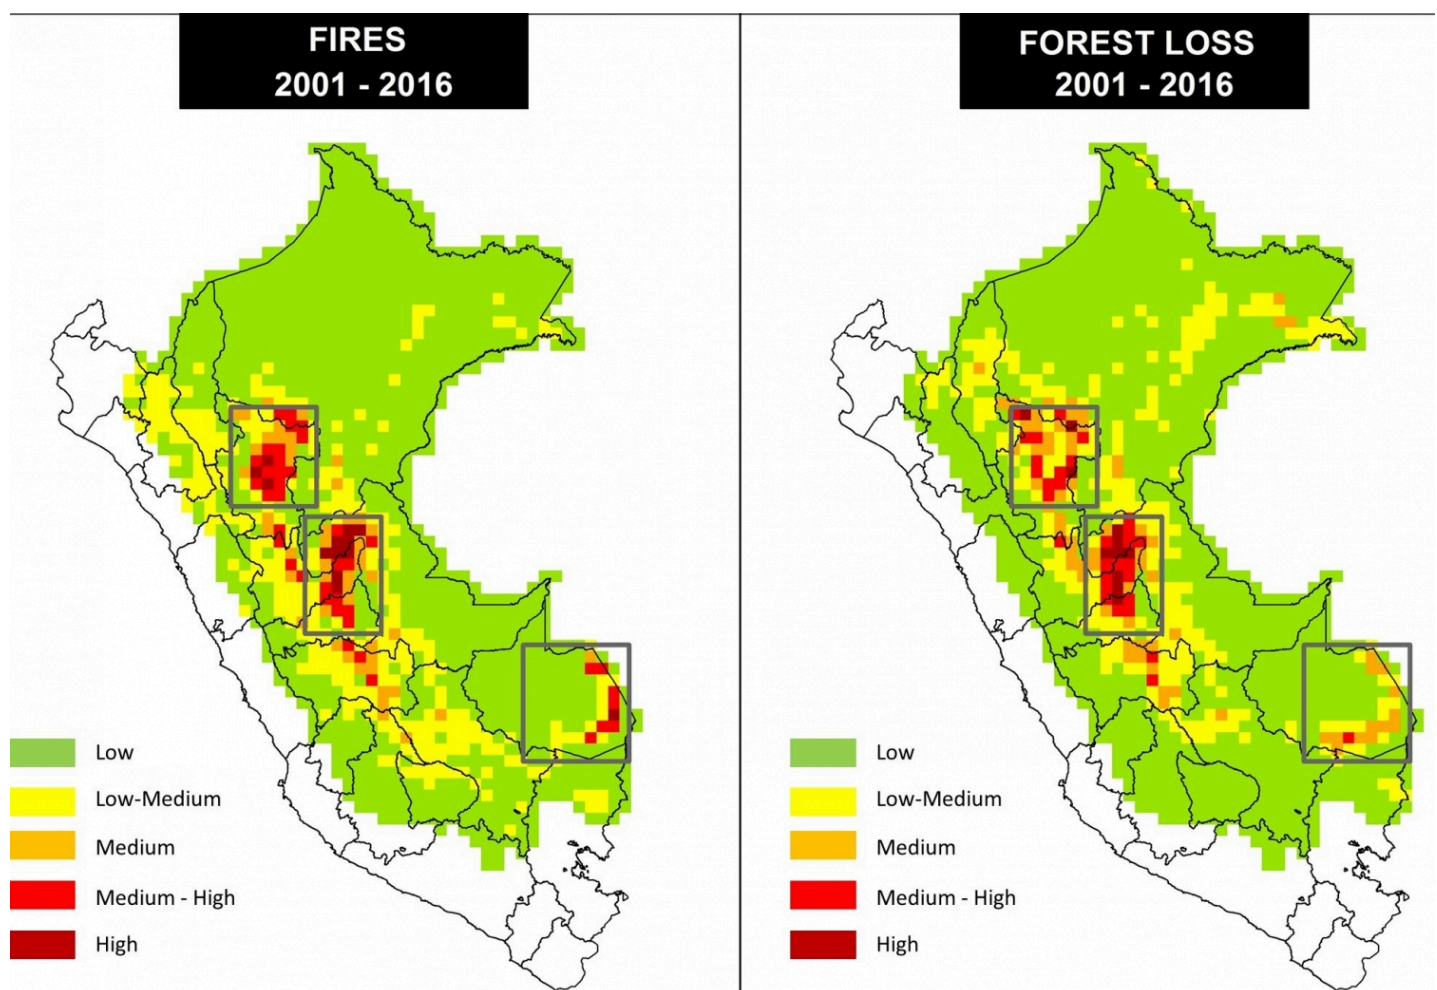 FIRES
2001 - 2016
Low
Low-Medium
Medium
Medium - High
High
FOREST LOSS
2001 - 2016
Low
Low-Medium
Medium
Medium - High
High